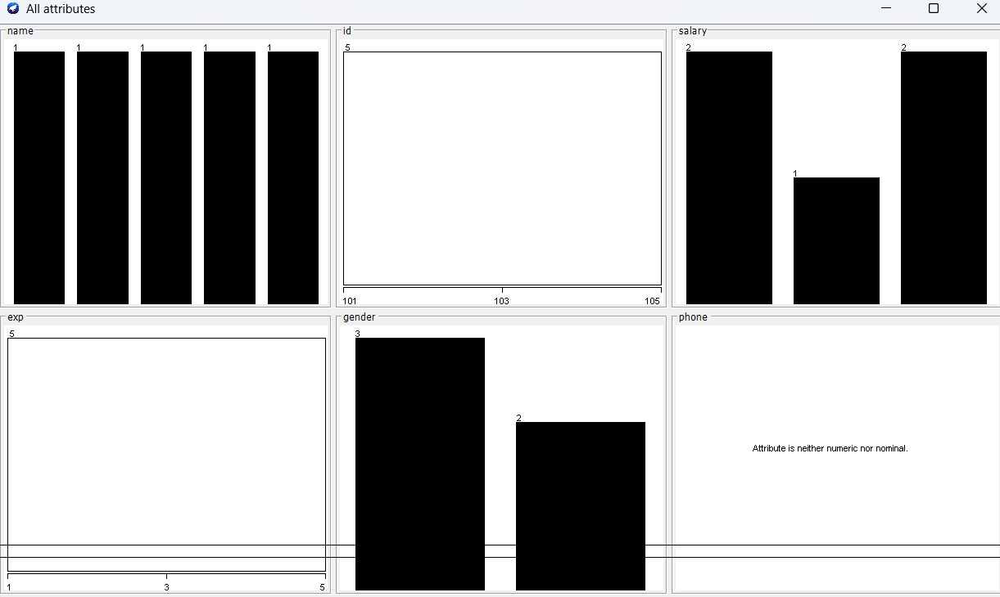 All attributes
name
1 1 1 1 1
id
5
101 103 105
salary
2 1 2
exp
5
1 3 5
gender
3 2
phone
Attribute is neither numeric nor nominal.